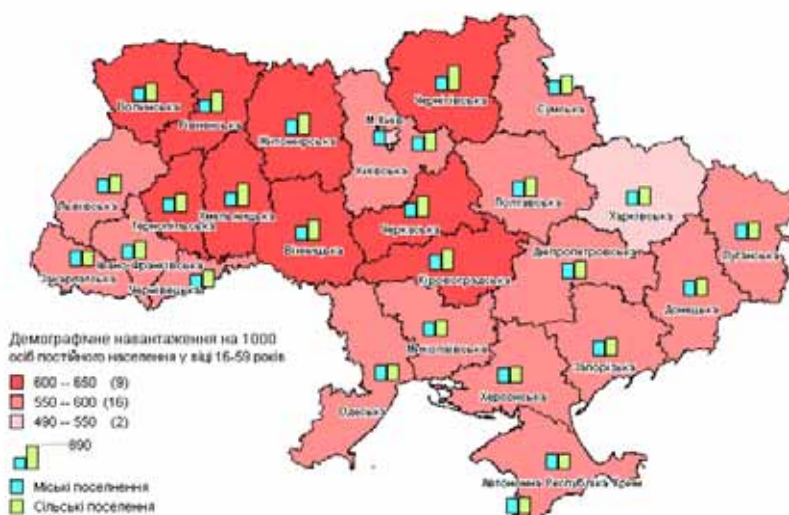 Волинська
Рівненська
Житомирська
Чернігівська
Сумська
М.Київ
Київська
Львівська
Тернопільська
Хмельницька
Вінницька
Черкаська
Полтавська
Харківська
Закарпатська
Івано-Франківська
Чернівецька
Кіровоградська
Дніпропетровська
Луганська
Донецька
Миколаївська
Запорізька
Одеська
Херсонська
Автономна Республіка Крим
Демографічне навантаження на 1000
осіб постійного населення у віці 16-59 років
600 -- 650 (9)
550 -- 600 (16)
490 -- 550 (2)
890
Міські поселнення
Сільські поселення